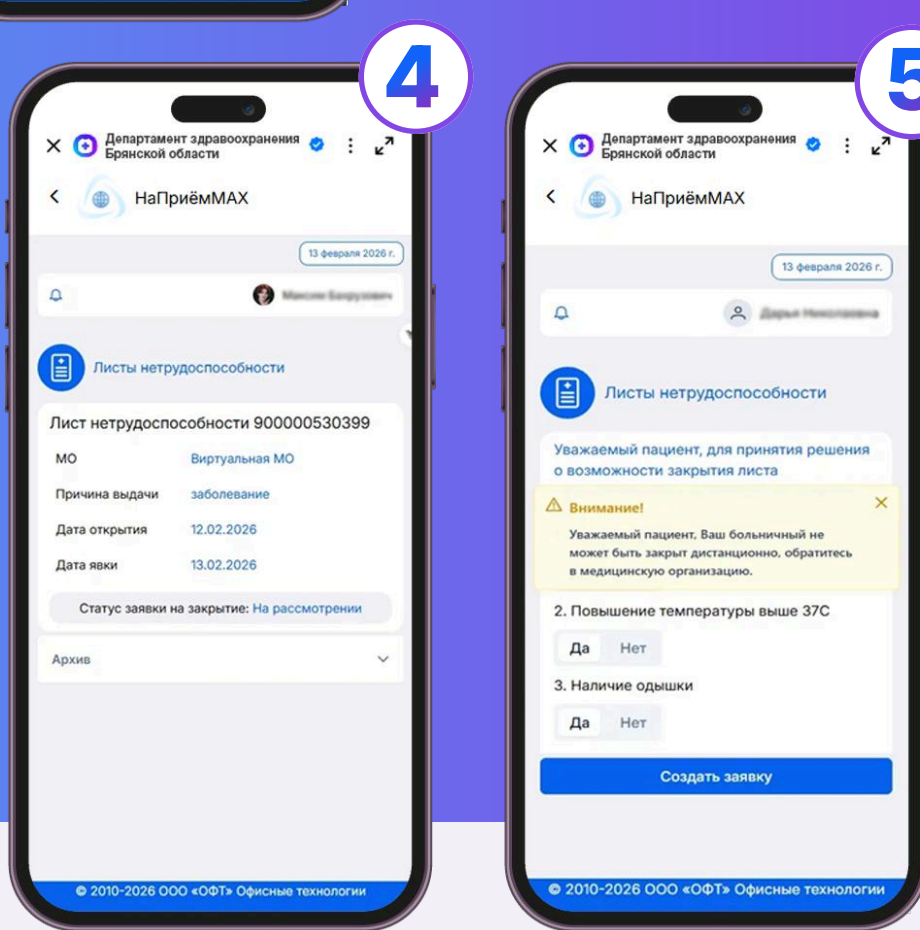 4
Департамент здравоохранения
Брянской области
НаПриёмМАХ
13 февраля 2026 г.
Листы нетрудоспособности
Лист нетрудоспособности 900000530399
МО Виртуальная МО
Причина выдачи заболевание
Дата открытия 12.02.2026
Дата явки 13.02.2026
Статус заявки на закрытие: На рассмотрении
Архив
© 2010-2026 ООО «ОФТ» Офисные технологии
5
Департамент здравоохранения
Брянской области
НаПриёмМАХ
13 февраля 2026 г.
Листы нетрудоспособности
Уважаемый пациент, для принятия решения
о возможности закрытия листа
Внимание!
Уважаемый пациент, Ваш больничный не
может быть закрыт дистанционно, обратитесь
в медицинскую организацию.
2. Повышение температуры выше 37С
Да Нет
3. Наличие одышки
Да Нет
Создать заявку
© 2010-2026 ООО «ОФТ» Офисные технологии